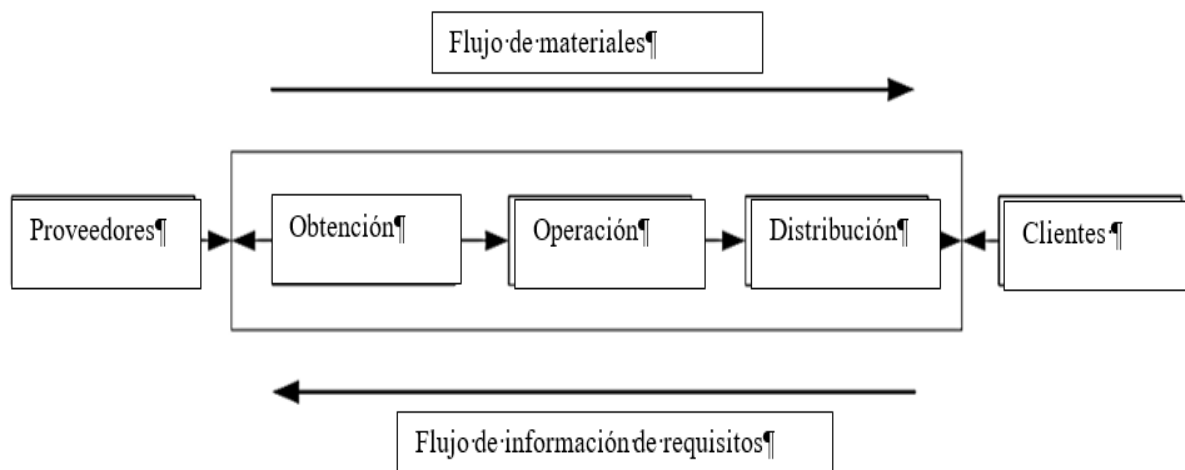 Flujo·de·materiales¶
Proveedores¶
Obtención¶
Operación¶
Distribución¶
Clientes·¶
Flujo·de·información·de·requisitos¶